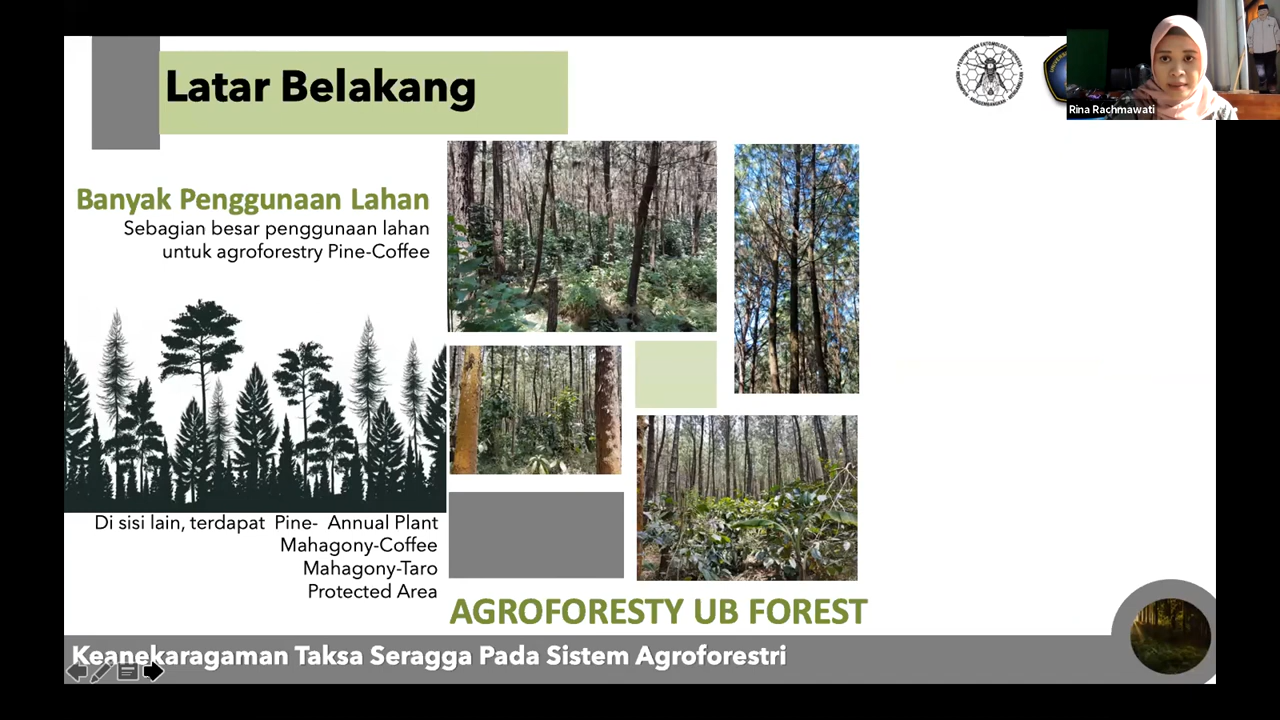 Latar Belakang
Rina Rachmawati
Banyak Penggunaan Lahan
Sebagian besar penggunaan lahan
untuk agroforestry Pine-Coffee
Di sisi lain, terdapat Pine- Annual Plant
Mahagony-Coffee
Mahagony-Taro
Protected Area
AGROFORESTY UB FOREST
Keanekaragaman Taksa Seragga Pada Sistem Agroforestri